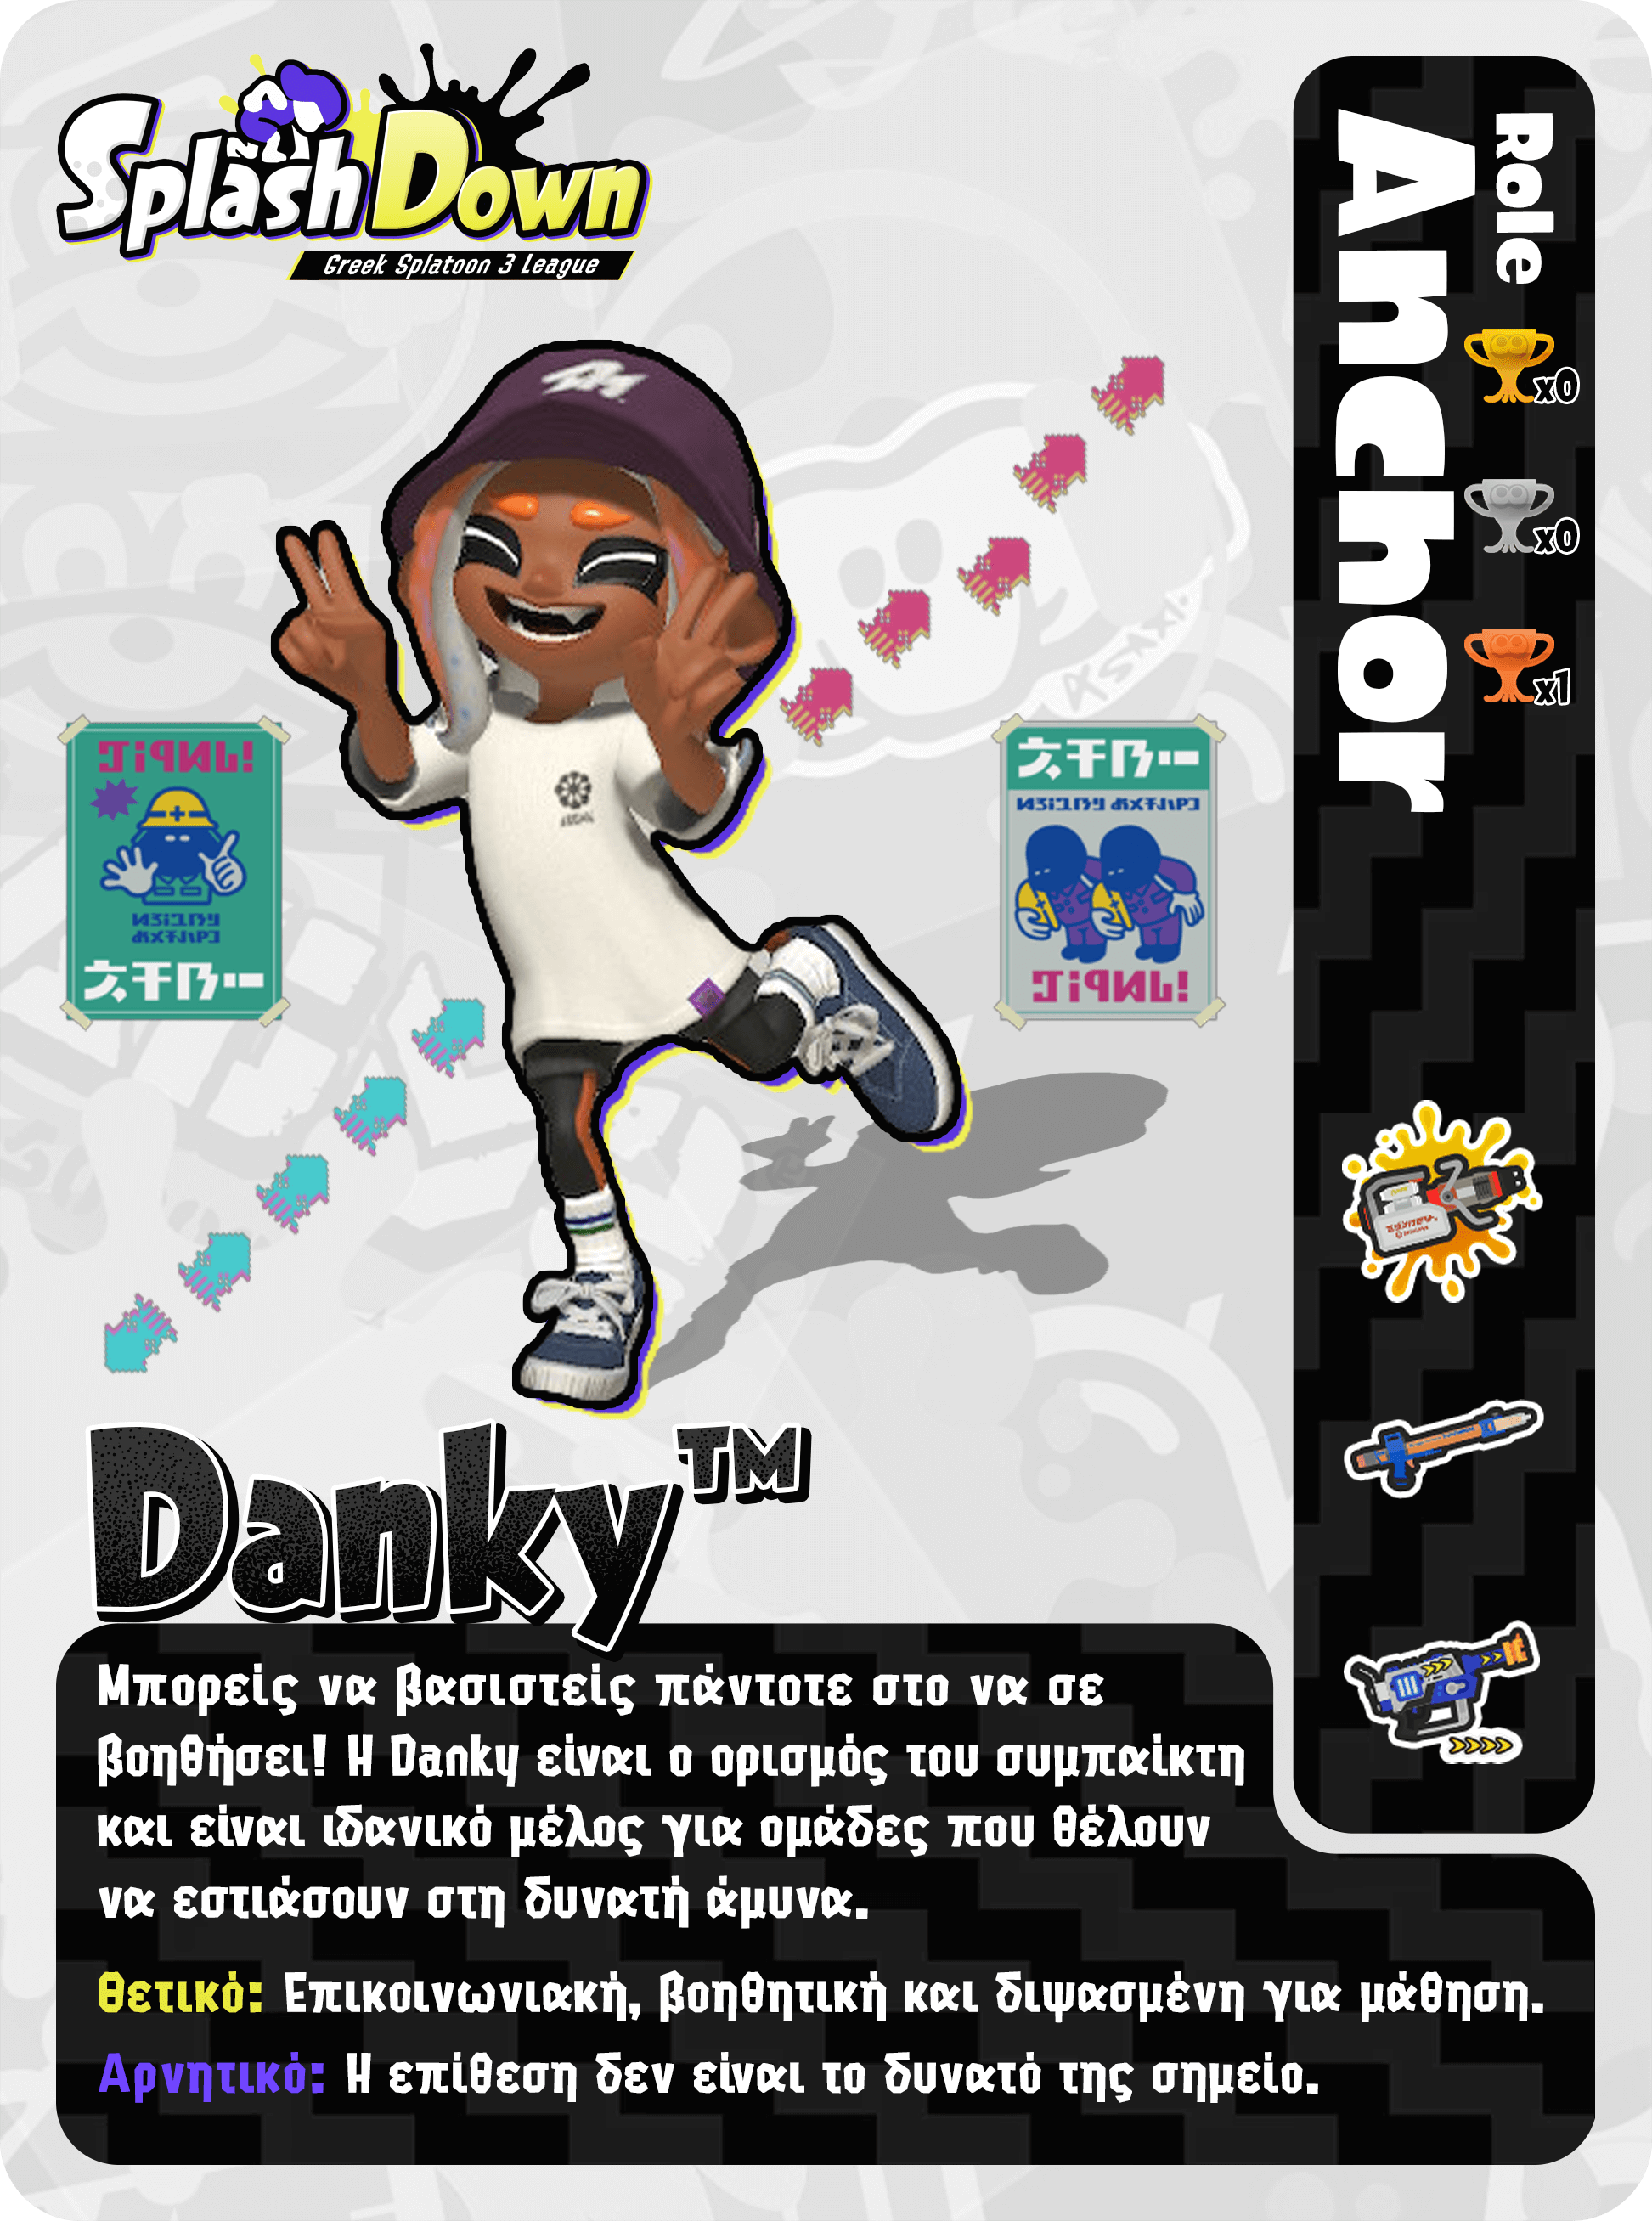 SplashDown
Greek Splatoon 3 League
Role
Anchor
x0
x0
x1
Danky™
Μπορείς να βασιστείς πάντοτε στο να σε
βοηθήσει! Η Danky είναι ο ορισμός του συμπαίκτη
και είναι ιδανικό μέλος για ομάδες που θέλουν
να εστιάσουν στη δυνατή άμυνα.
Θετικό: Επικοινωνιακή, βοηθητική και διψασμένη για μάθηση.
Αρνητικό: Η επίθεση δεν είναι το δυνατό της σημείο.